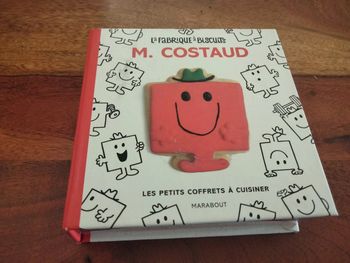 La FABRiQUE à BiSCUiTS
M. COSTAUD
LES PETITS COFFRETS À CUISINER
MARABOUT